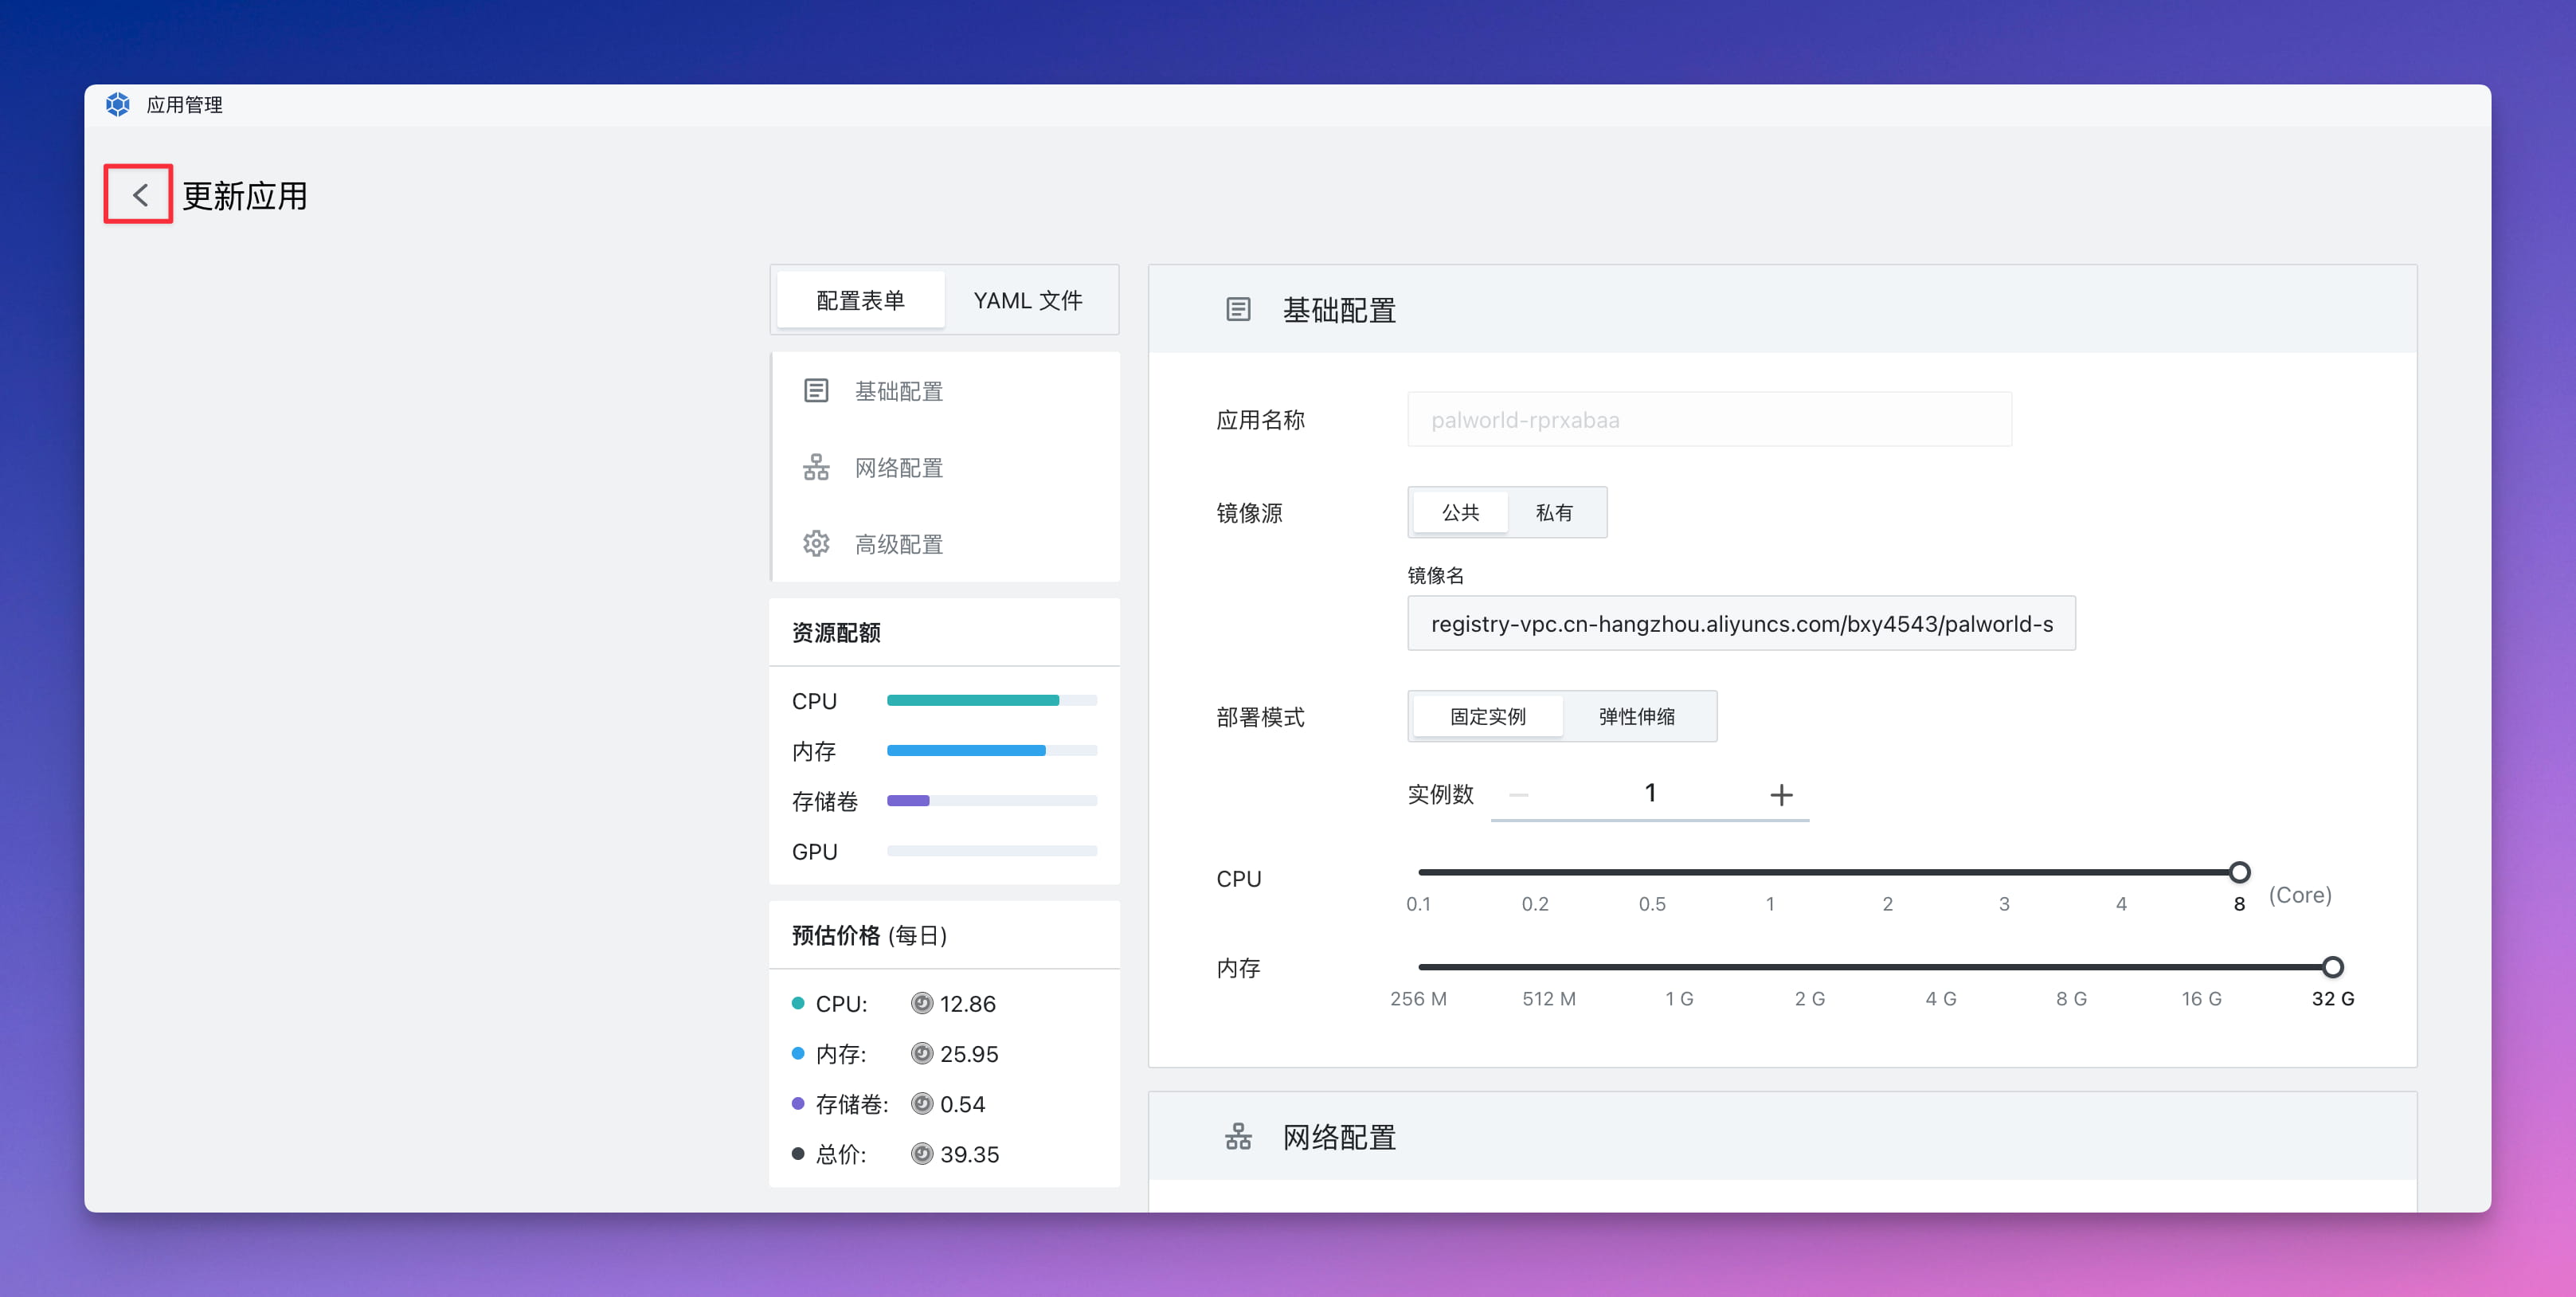 应用管理
更新应用
配置表单 YAML 文件
基础配置
网络配置
高级配置
资源配额
CPU
内存
存储卷
GPU
预估价格 (每日)
CPU: 12.86
内存: 25.95
存储卷: 0.54
总价: 39.35
基础配置
应用名称 palworld-rprxabaa
镜像源 公共 私有
镜像名
registry-vpc.cn-hangzhou.aliyuncs.com/bxy4543/palworld-s
部署模式 固定实例 弹性伸缩
实例数 1
CPU
0.1 0.2 0.5 1 2 3 4 8 (Core)
内存
256 M 512 M 1 G 2 G 4 G 8 G 16 G 32 G
网络配置